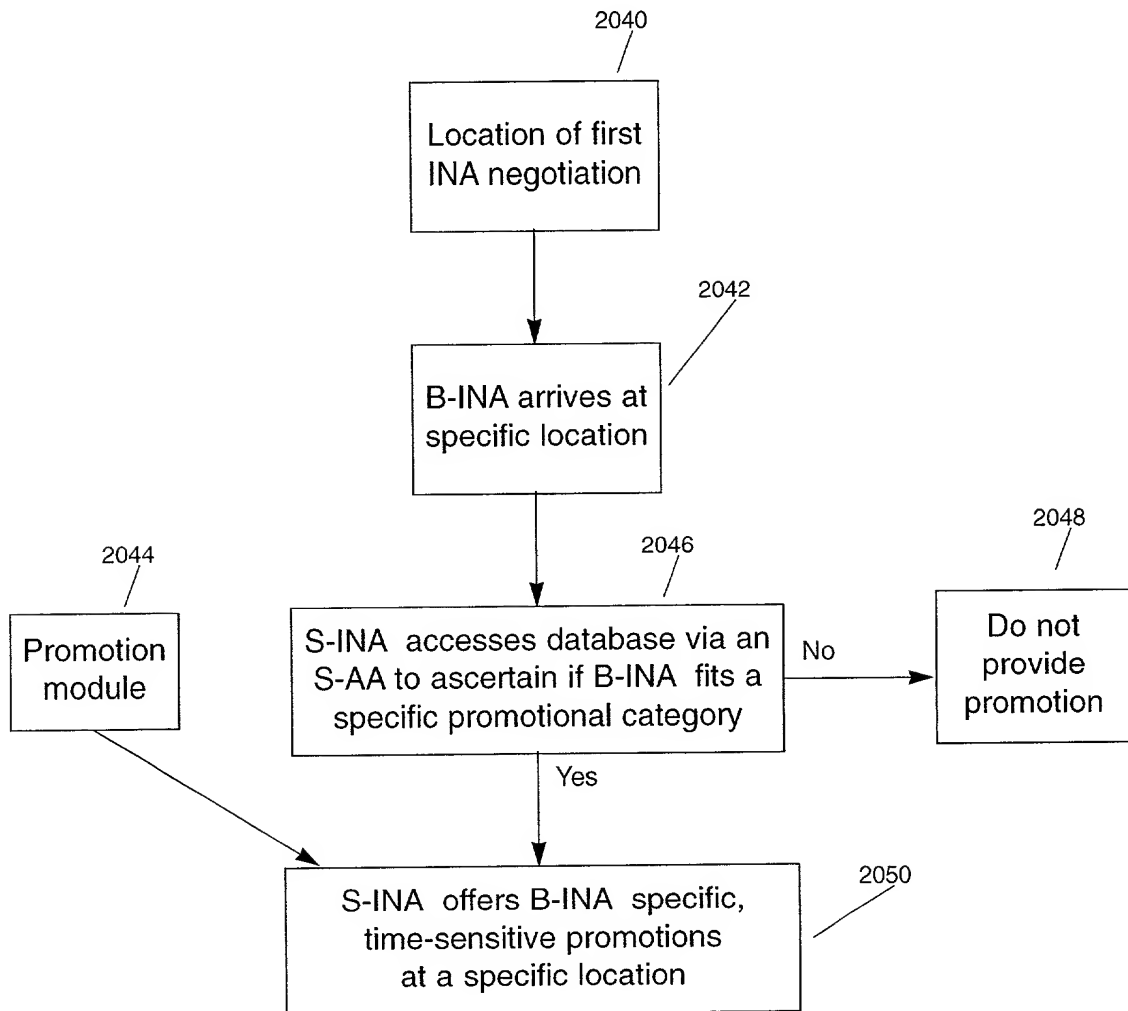 2040
Location of first
INA negotiation
2042
B-INA arrives at
specific location
2044
Promotion
module
2046
S-INA accesses database via an
S-AA to ascertain if B-INA fits a
specific promotional category
No
2048
Do not
provide
promotion
Yes
2050
S-INA offers B-INA specific,
time-sensitive promotions
at a specific location